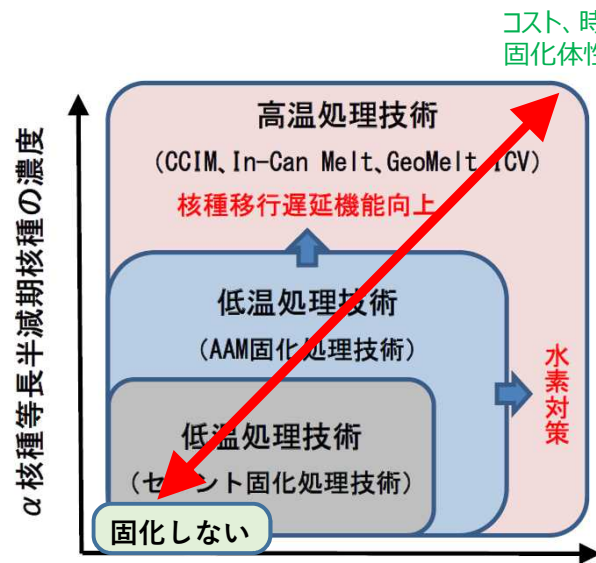 コスト、時
固化体性
高温処理技術
(CCIM、In-Can Melt、GeoMelt ICV)
核種移行遅延機能向上
低温処理技術
(AAM固化処理技術)
水素対策
低温処理技術
(セメント固化処理技術)
固化しない
α核種等長半減期核種の濃度